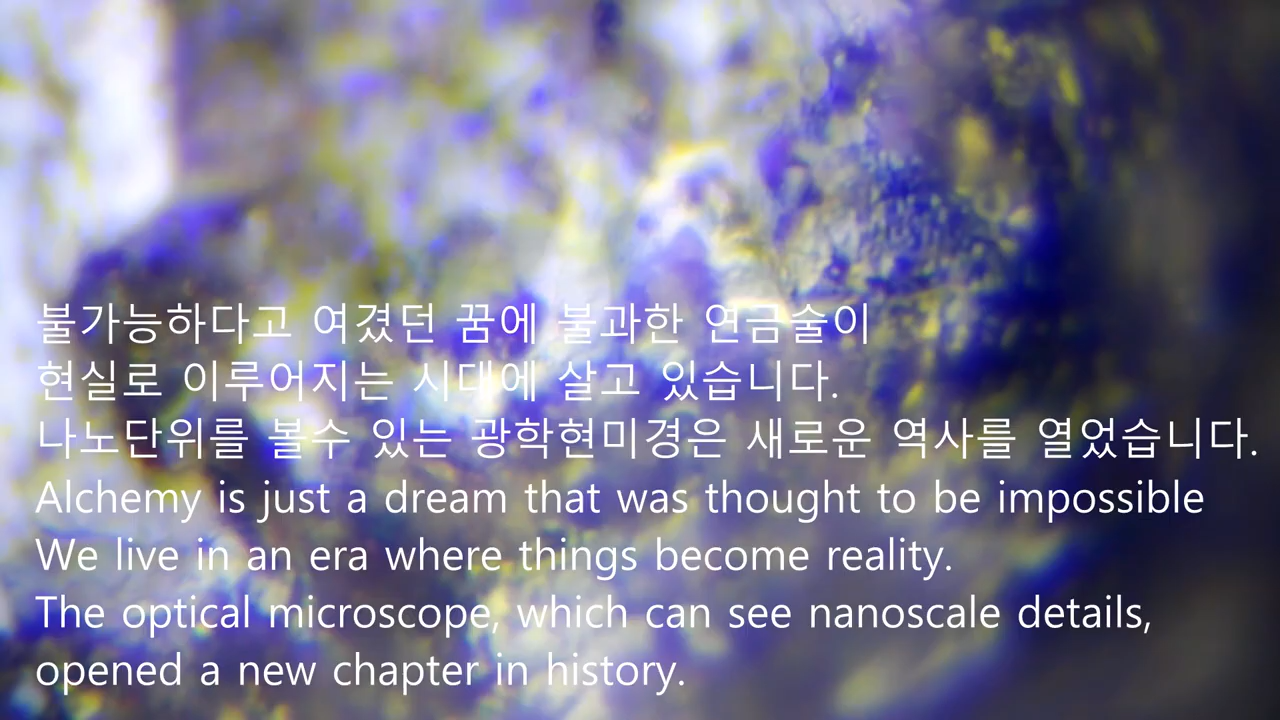 불가능하다고 여겼던 꿈에 불과한 연금술이
현실로 이루어지는 시대에 살고 있습니다.
나노단위를 볼수 있는 광학현미경은 새로운 역사를 열었습니다.
Alchemy is just a dream that was thought to be impossible
We live in an era where things become reality.
The optical microscope, which can see nanoscale details,
opened a new chapter in history.